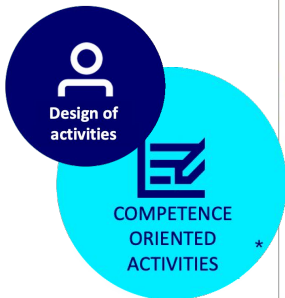 Design of
activities
COMPETENCE
ORIENTED
ACTIVITIES
*